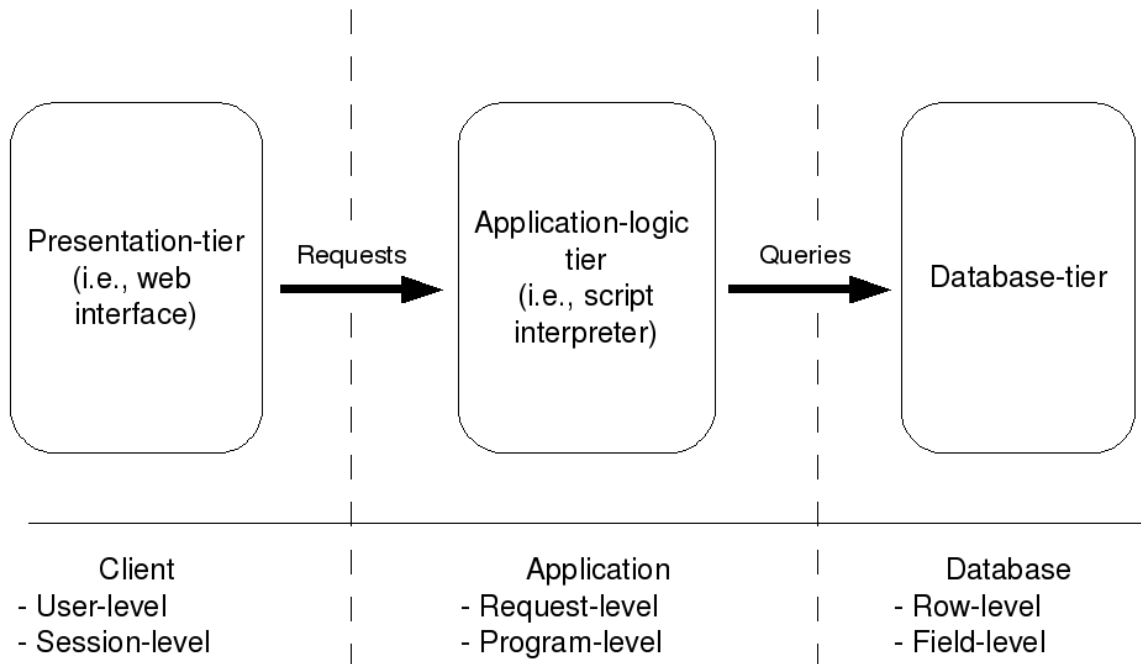 Presentation-tier
(i.e., web
interface)
Requests
Application-logic
tier
(i.e., script
interpreter)
Queries
Database-tier
Client
- User-level
- Session-level
Application
- Request-level
- Program-level
Database
- Row-level
- Field-level